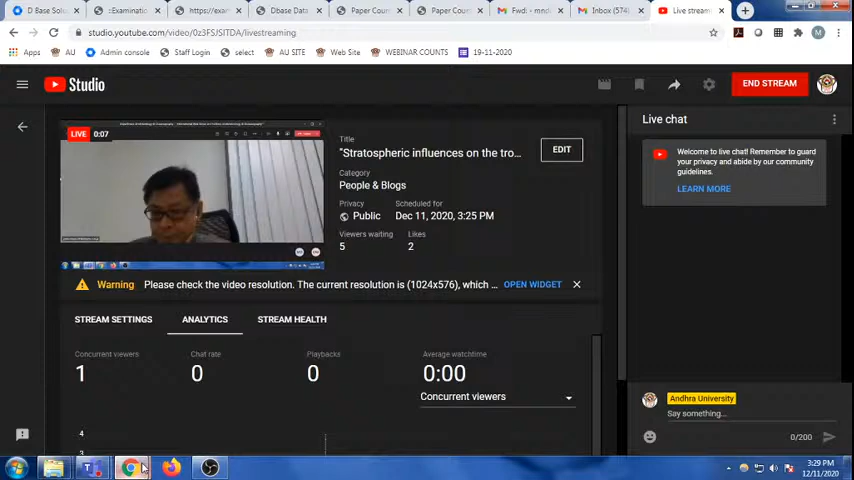 D Base Solu
::Examination
https://exam
Dbase Data
Paper Coun
Paper Coun
Fwd: - mnd
Inbox (574
Live stream
studio.youtube.com/video/0z3FSJSITDA/livestreaming
Apps
Admin console
Staff Login
select
AU SITE
Web Site
WEBINAR COUNTS
19-11-2020
M
Studio
END STREAM
LIVE 0:07
Title
"Stratospheric influences on the tro...
EDIT
Category
People & Blogs
Privacy
Public
Scheduled for
Dec 11, 2020, 3:25 PM
Viewers waiting
5
Likes
2
Warning Please check the video resolution. The current resolution is (1024x576), which ... OPEN WIDGET
STREAM SETTINGS
ANALYTICS
STREAM HEALTH
Concurrent viewers
1
Chat rate
0
Playbacks
0
Average watchtime
0:00
Concurrent viewers
4
3
Live chat
Welcome to live chat! Remember to guard
your privacy and abide by our community
guidelines.
LEARN MORE
Andhra University
Say something...
0/200
3:29 PM
12/11/2020